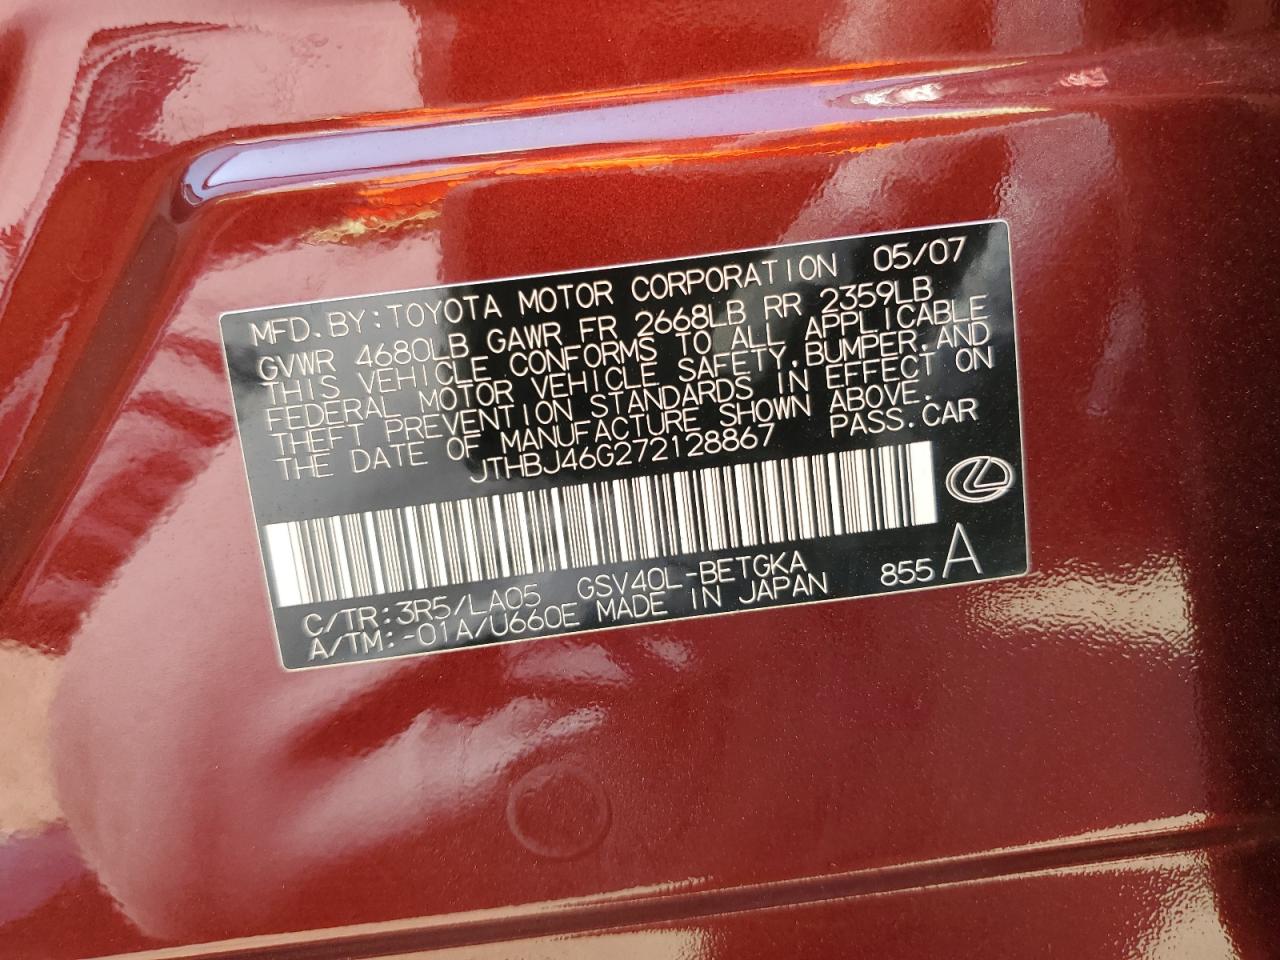 MFD.BY:TOYOTA MOTOR CORPORATION 05/07
GVWR 4680LB GAWR FR 2668LB RR 2359LB
THIS VEHICLE CONFORMS TO ALL APPLICABLE
FEDERAL MOTOR VEHICLE SAFETY,BUMPER,AND
THEFT PREVENTION STANDARDS IN EFFECT ON
THE DATE OF MANUFACTURE SHOWN ABOVE.
JTHBJ46G272128867 PASS.CAR
C/TR:3R5/LA05 GSV40L-BETGKA 855 A
A/TM:-01A/U660E MADE IN JAPAN